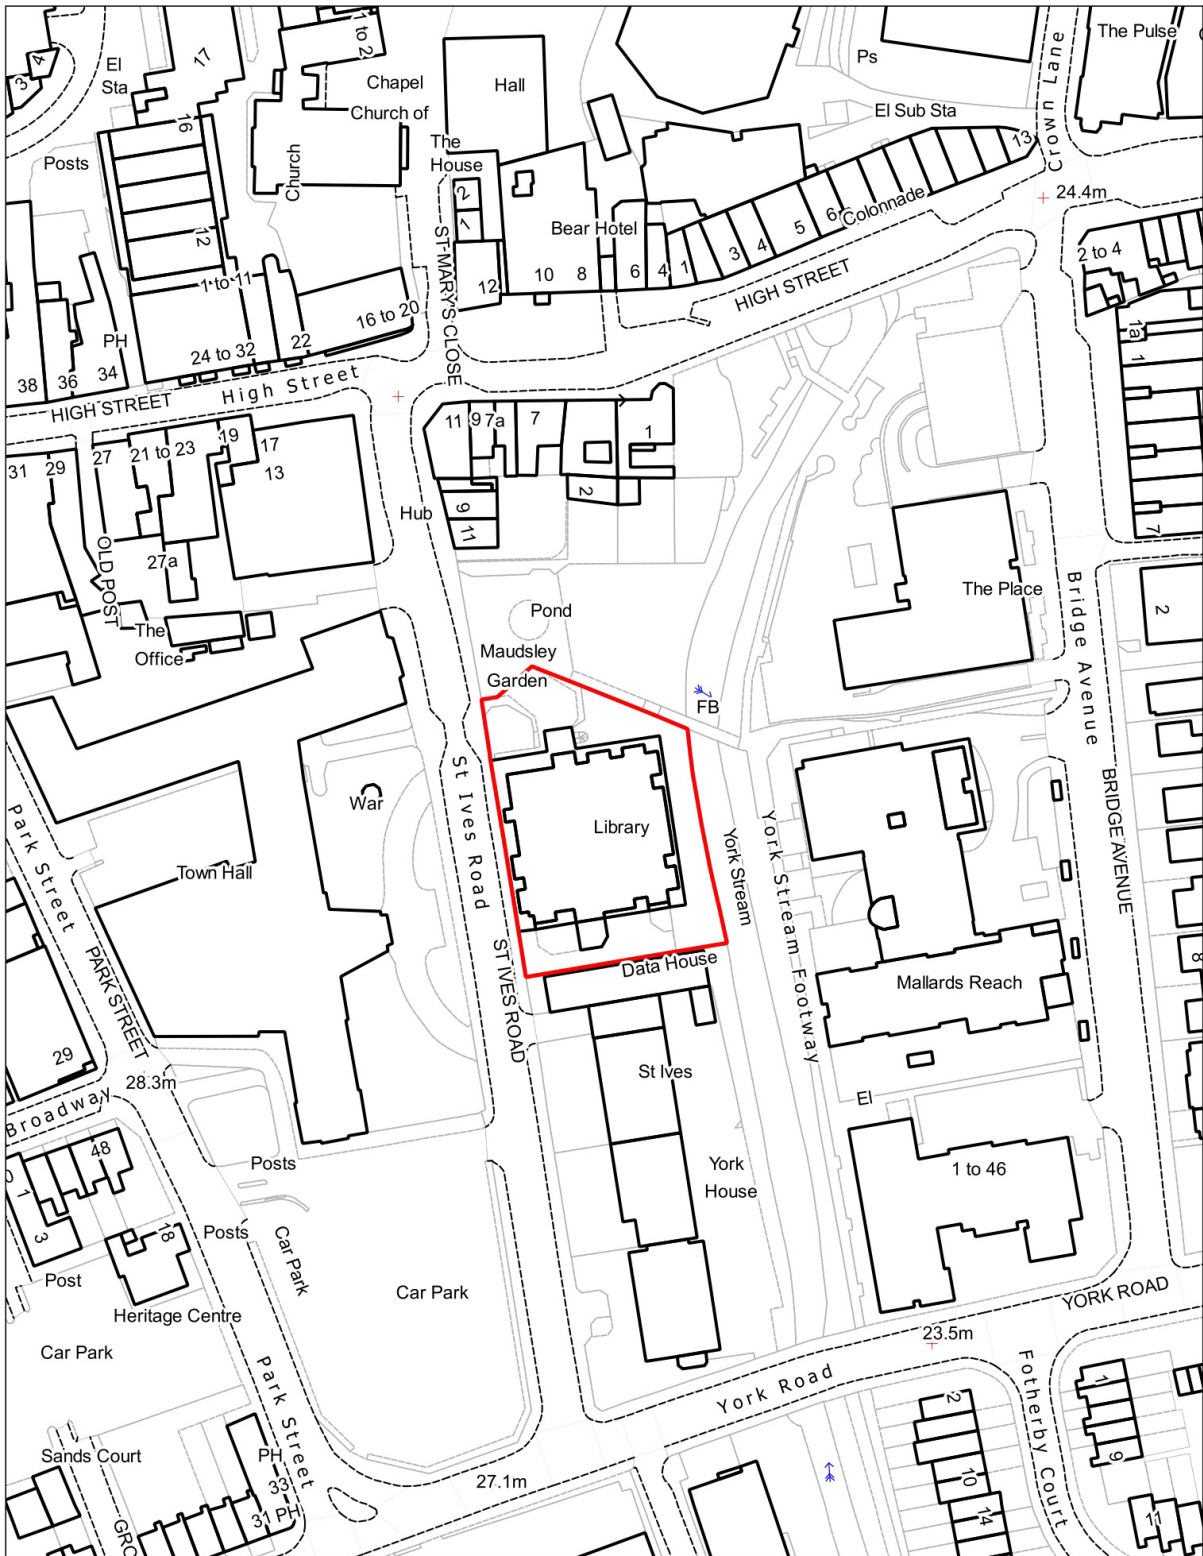 1 to 2
The Pulse
El
Sta
17
4
3
Chapel
Hall
Ps
Crown Lane
Church of
El Sub Sta
16
Posts
The
House
Church
13
2
1
24.4m
6
Colonnade
5
4
3
1
Bear Hotel
12
ST MARY'S CLOSE
2 to 4
1 to 11
12
10
8
6
4
HIGH STREET
16 to 20
PH
22
24 to 32
1a
1
34
36
38
High Street
HIGH STREET
11
9
7a
7
1
19
17
27
21 to 23
13
31
29
2
9
11
Hub
7
OLD POST
27a
The Place
Bridge Avenue
2
Pond
The
Office
Maudsley
Garden
FB
St Ives Road
War
Library
York Stream
York Stream Footway
BRIDGE AVENUE
Park Street
Town Hall
PARK STREET
ST IVES ROAD
Data House
8
Mallards Reach
29
28.3m
St Ives
Broadway
El
48
Posts
1 to 46
0
1
3
York
House
18
Posts
Car Park
Post
Car Park
YORK ROAD
Heritage Centre
23.5m
Car Park
York Road
Fotherby Court
Park Street
1
2
9
Sands Court
PH
33
31 PH
27.1m
10
14
GRO